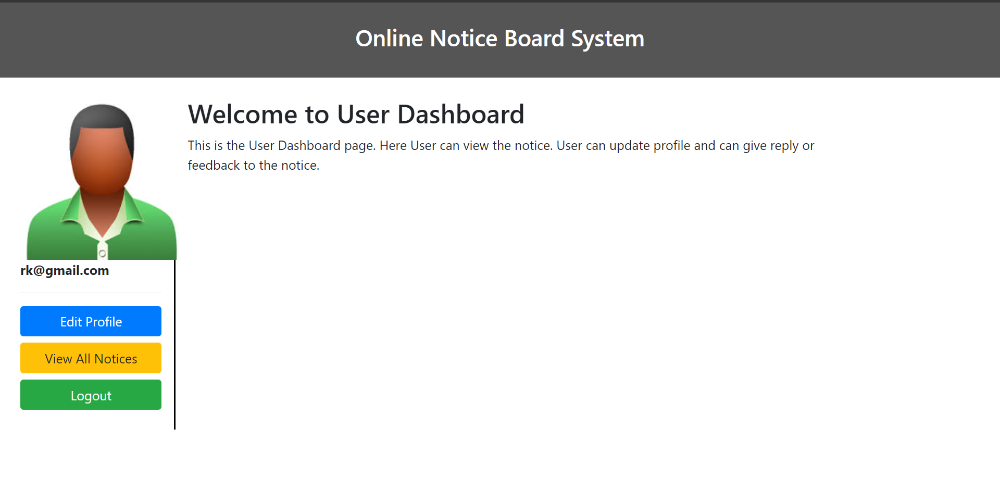 Online Notice Board System
Welcome to User Dashboard
This is the User Dashboard page. Here User can view the notice. User can update profile and can give reply or
feedback to the notice.
rk@gmail.com
Edit Profile
View All Notices
Logout